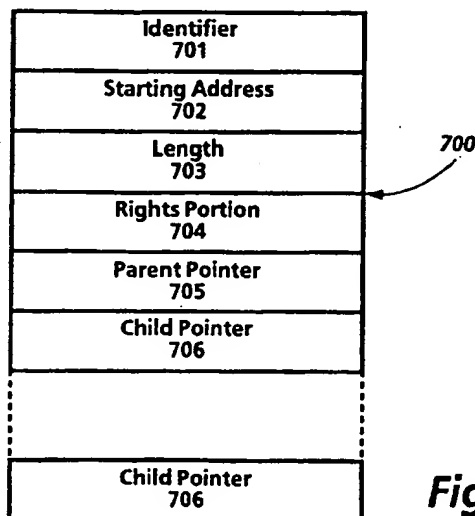 Identifier
701
Starting Address
702
Length
703
700
Rights Portion
704
Parent Pointer
705
Child Pointer
706
Child Pointer
706
Fig